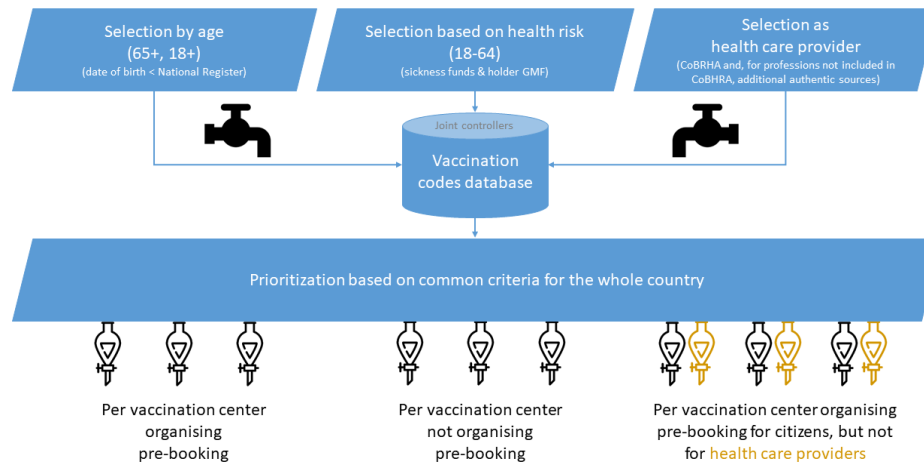 Selection by age
(65+, 18+)
(date of birth < National Register)
Selection based on health risk
(18-64)
(sickness funds & holder GMF)
Selection as
health care provider
(CoBRHA and, for professions not included in
CoBHRA, additional authentic sources)
Joint controllers
Vaccination
codes database
Prioritization based on common criteria for the whole country
Per vaccination center
organising
pre-booking
Per vaccination center
not organising
pre-booking
Per vaccination center organising
pre-booking for citizens, but not
for health care providers